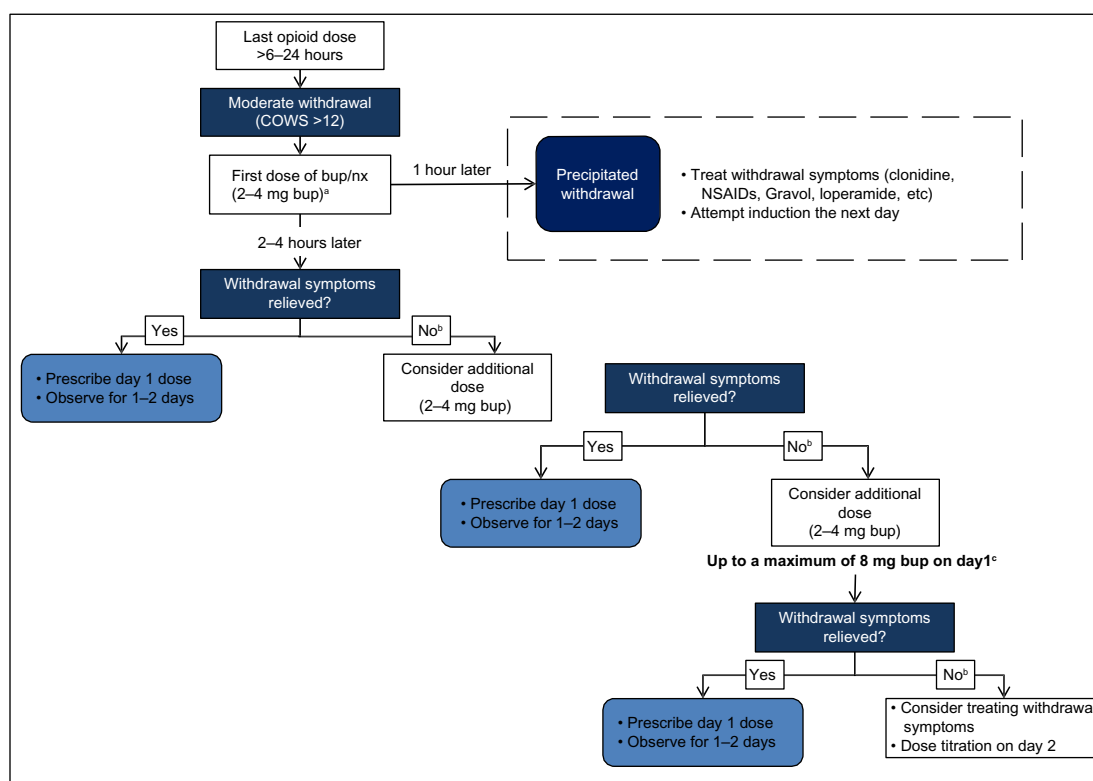 Last opioid dose
>6–24 hours
Moderate withdrawal
(COWS >12)
First dose of bup/nx
(2–4 mg bup)ᵃ
1 hour later
Precipitated
withdrawal
• Treat withdrawal symptoms (clonidine,
NSAIDs, Gravol, loperamide, etc)
• Attempt induction the next day
2–4 hours later
Withdrawal symptoms
relieved?
Yes
Noᵇ
• Prescribe day 1 dose
• Observe for 1–2 days
Consider additional
dose
(2–4 mg bup)
Withdrawal symptoms
relieved?
Yes
Noᵇ
• Prescribe day 1 dose
• Observe for 1–2 days
Consider additional
dose
(2–4 mg bup)
Up to a maximum of 8 mg bup on day1ᶜ
Withdrawal symptoms
relieved?
Yes
Noᵇ
• Prescribe day 1 dose
• Observe for 1–2 days
• Consider treating withdrawal
symptoms
• Dose titration on day 2